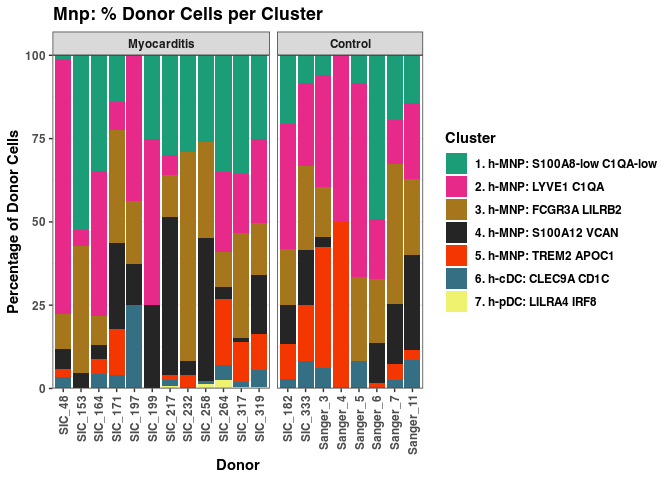 Mnp: % Donor Cells per Cluster
Myocarditis
Control
Percentage of Donor Cells
100
75
50
25
0
SIC_48
SIC_153
SIC_164
SIC_171
SIC_197
SIC_199
SIC_217
SIC_232
SIC_258
SIC_264
SIC_317
SIC_319
SIC_182
SIC_333
Sanger_3
Sanger_4
Sanger_5
Sanger_6
Sanger_7
Sanger_11
Donor
Cluster
1. h-MNP: S100A8-low C1QA-low
2. h-MNP: LYVE1 C1QA
3. h-MNP: FCGR3A LILRB2
4. h-MNP: S100A12 VCAN
5. h-MNP: TREM2 APOC1
6. h-cDC: CLEC9A CD1C
7. h-pDC: LILRA4 IRF8